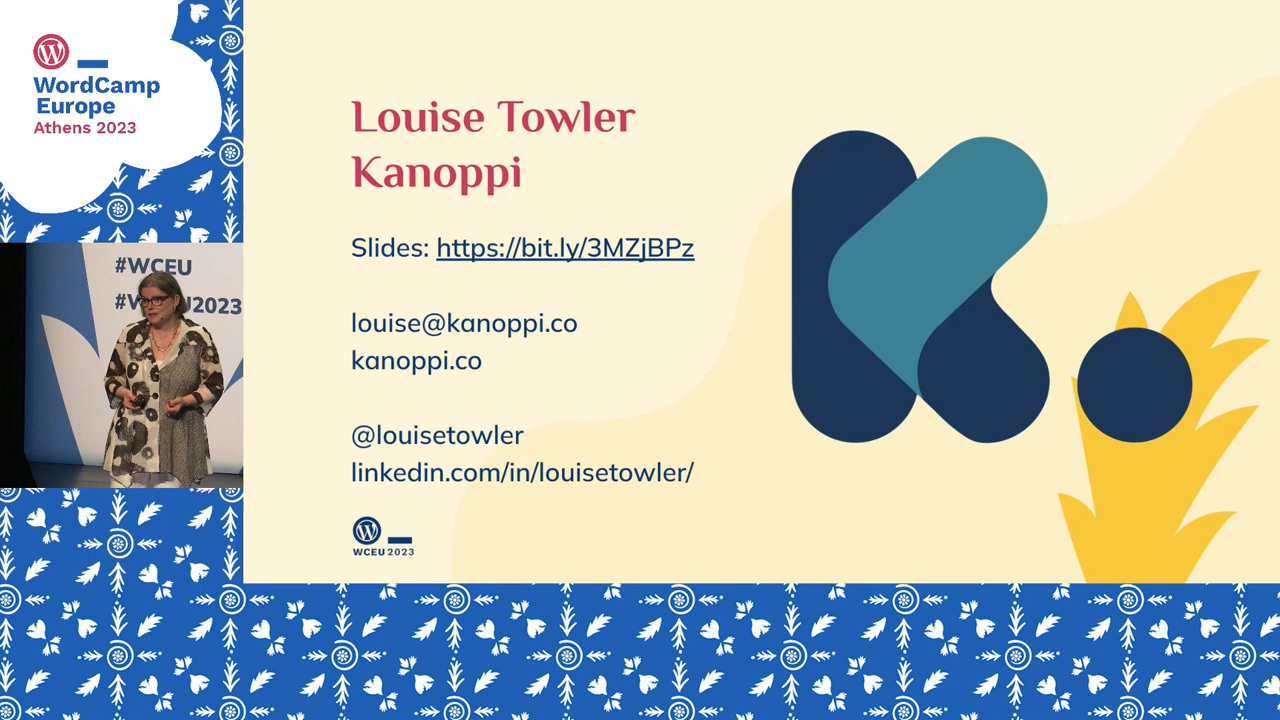 WordCamp
Europe
Athens 2023
#WCEU
#W U2023
Louise Towler
Kanoppi
Slides: https://bit.ly/3MZjBPz
louise@kanoppi.co
kanoppi.co
@louisetowler
linkedin.com/in/louisetowler/
WCEU 2023